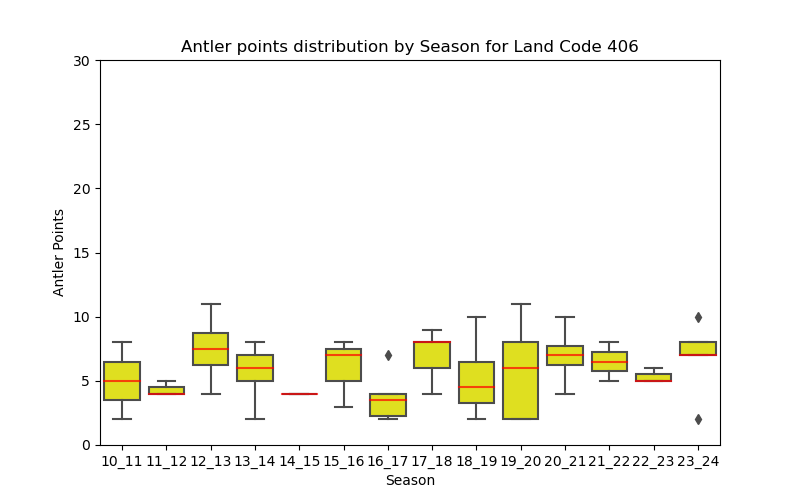 Antler points distribution by Season for Land Code 406
30
25
20
15
10
5
0
Antler Points
10_11 11_12 12_13 13_14 14_15 15_16 16_17 17_18 18_19 19_20 20_21 21_22 22_23 23_24
Season